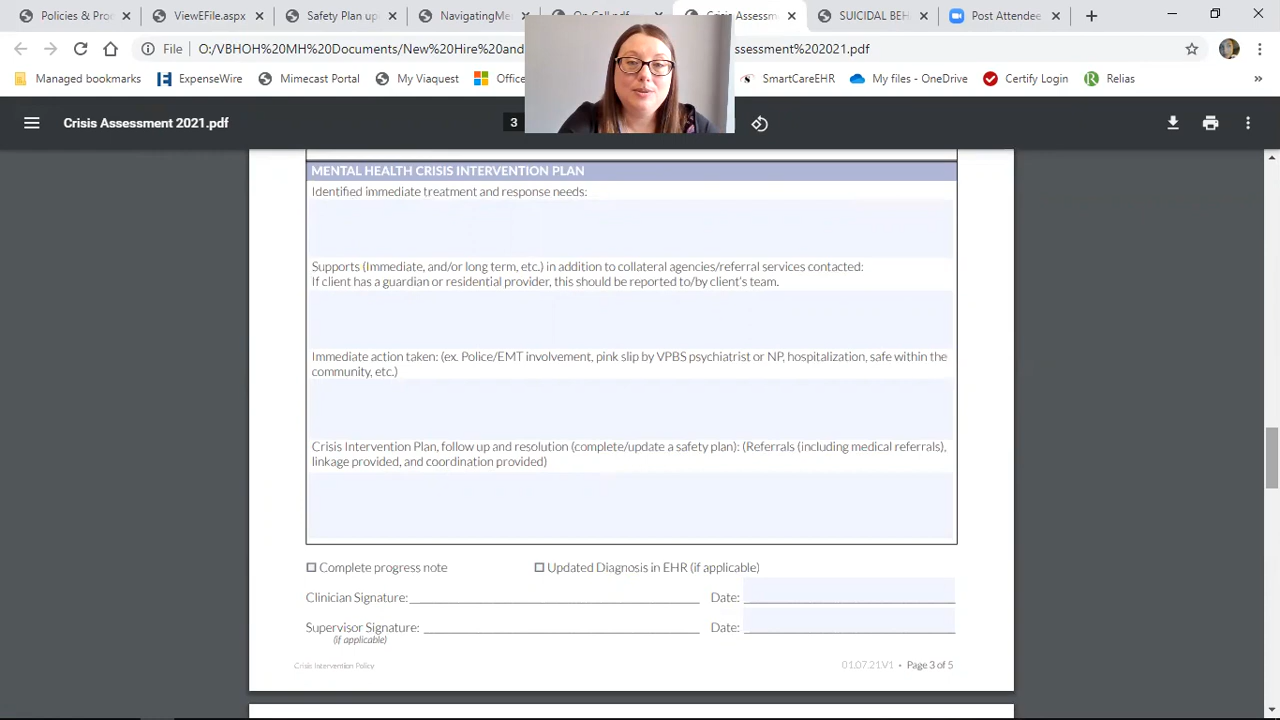 Policies & Pro
ViewEFile.aspx
Safety Plan up
NavigatingMe
On Call.pdf
Crisis Assessm
SUICIDAL BEH
Post Attendee
File
O:/VBHOH%20MH%20Documents/New%20Hire%20and
ssessment%202021.pdf
Managed bookmarks
ExpenseWire
Mimecast Portal
My Viaquest
Office
SmartCareEHR
My files - OneDrive
Certify Login
Relias
»
Crisis Assessment 2021.pdf
3
MENTAL HEALTH CRISIS INTERVENTION PLAN
Identified immediate treatment and response needs:
Supports (Immediate, and/or long term, etc.) in addition to collateral agencies/referral services contacted:
If client has a guardian or residential provider, this should be reported to/by client's team.
Immediate action taken: (ex. Police/EMT involvement, pink slip by VPBS psychiatrist or NP, hospitalization, safe within the
community, etc.)
Crisis Intervention Plan, follow up and resolution (complete/update a safety plan): (Referrals (including medical referrals),
linkage provided, and coordination provided)
Complete progress note
Updated Diagnosis in EHR (if applicable)
Clinician Signature:
Date:
Supervisor Signature:
Date:
(if applicable)
Crisis Intervention Policy
01.07.21.V1 • Page 3 of 5